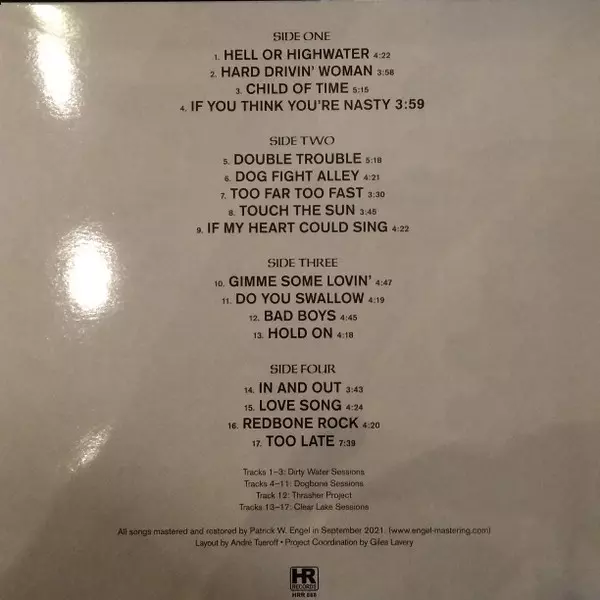 SIDE ONE
1. HELL OR HIGHWATER 4:22
2. HARD DRIVIN' WOMAN 3:58
3. CHILD OF TIME 5:15
4. IF YOU THINK YOU'RE NASTY 3:59
SIDE TWO
5. DOUBLE TROUBLE 5:18
6. DOG FIGHT ALLEY 4:21
7. TOO FAR TOO FAST 3:30
8. TOUCH THE SUN 3:45
9. IF MY HEART COULD SING 4:22
SIDE THREE
10. GIMME SOME LOVIN' 4:47
11. DO YOU SWALLOW 4:19
12. BAD BOYS 4:45
13. HOLD ON 4:18
SIDE FOUR
14. IN AND OUT 3:43
15. LOVE SONG 4:24
16. REDBONE ROCK 4:20
17. TOO LATE 7:39
Tracks 1–3: Dirty Water Sessions
Tracks 4–11: Dogbone Sessions
Track 12: Thrasher Project
Tracks 13–17: Clear Lake Sessions
All songs mastered and restored by Patrick W. Engel in September 2021. (www.engel-mastering.com)
Layout by Andre Tueroff • Project Coordination by Gilea Lavery
HR
RECORDS
HRR